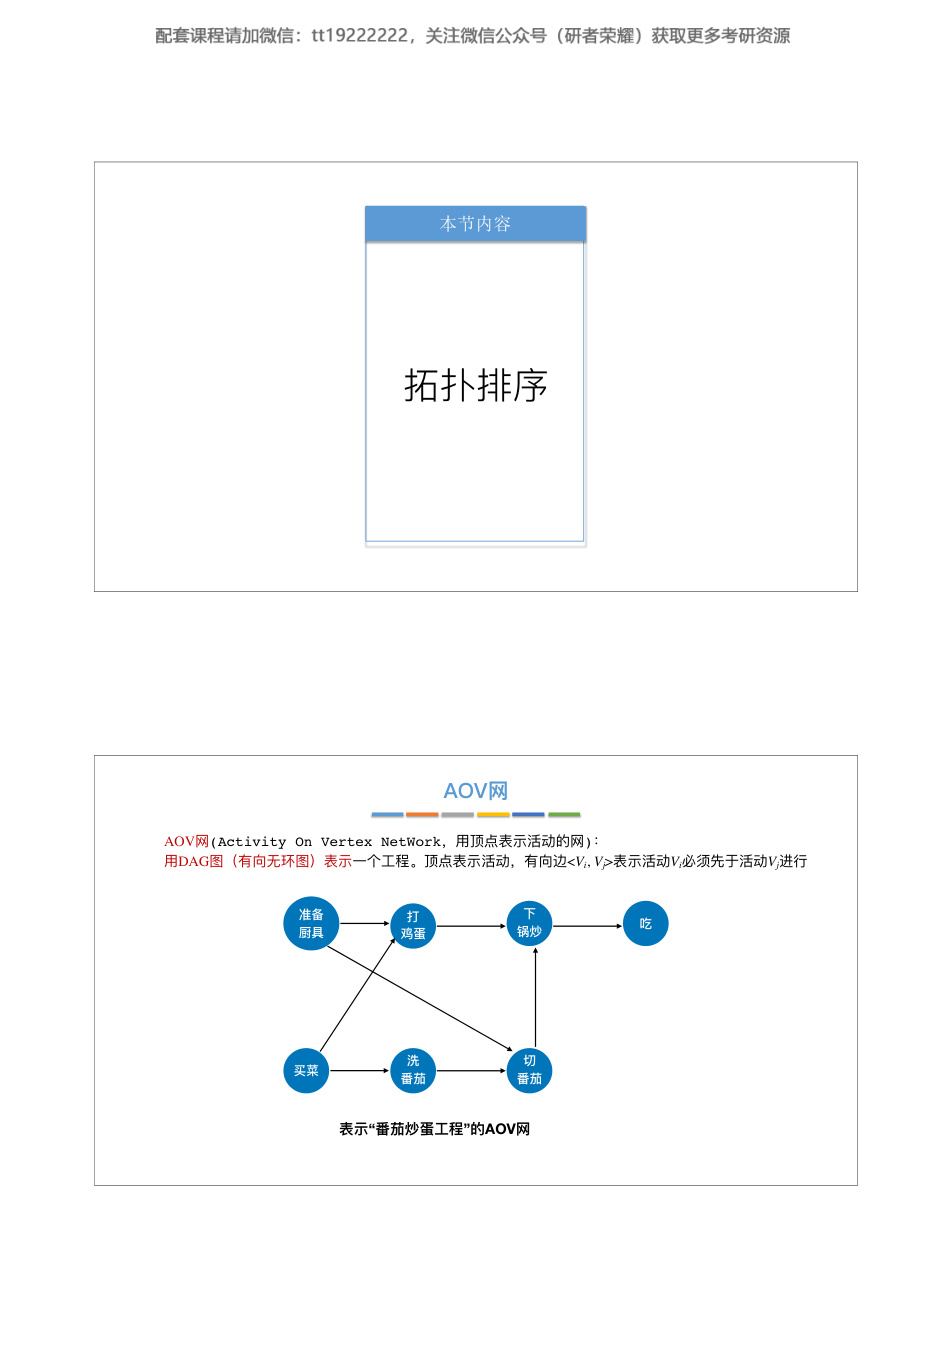 配套课程请加微信：tt19222222，关注微信公众号（研者荣耀）获取更多考研资源
本节内容
拓扑排序
AOV网
AOV网(Activity On Vertex NetWork，用顶点表示活动的网)：
用DAG图（有向无环图）表示一个工程。顶点表示活动，有向边<Vi, Vj>表示活动Vi必须先于活动Vj进行
准备
厨具
打
鸡蛋
下
锅炒
吃
买菜
洗
番茄
切
番茄
表示“番茄炒蛋工程”的AOV网